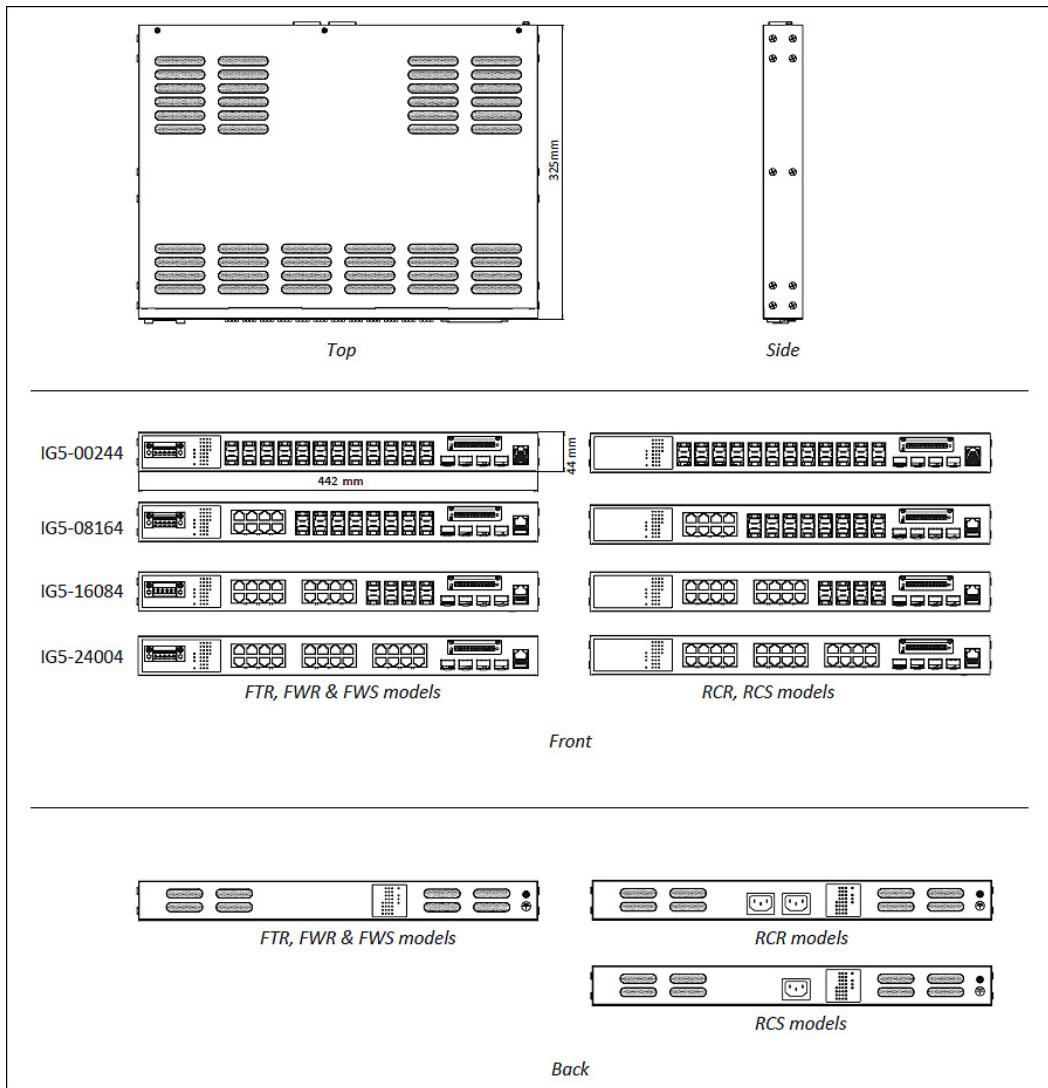 325mm
Top
Side
IG5-00244
44 mm
442 mm
IG5-08164
IG5-16084
IG5-24004
FTR, FWR & FWS models
RCR, RCS models
Front
FTR, FWR & FWS models
RCR models
RCS models
Back